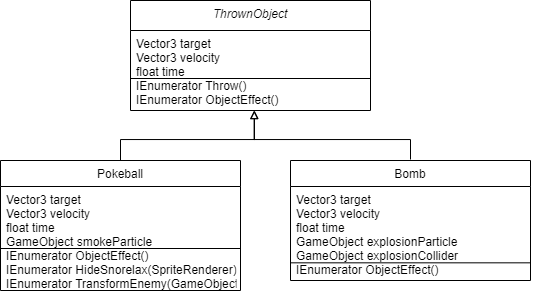 ThrownObject
Vector3 target
Vector3 velocity
float time
IEnumerator Throw()
IEnumerator ObjectEffect()
Pokeball
Vector3 target
Vector3 velocity
float time
GameObject smokeParticle
IEnumerator ObjectEffect()
IEnumerator HideSnorelax(SpriteRenderer)
IEnumerator TransformEnemy(GameObject
Bomb
Vector3 target
Vector3 velocity
float time
GameObject explosionParticle
GameObject explosionCollider
IEnumerator ObjectEffect()